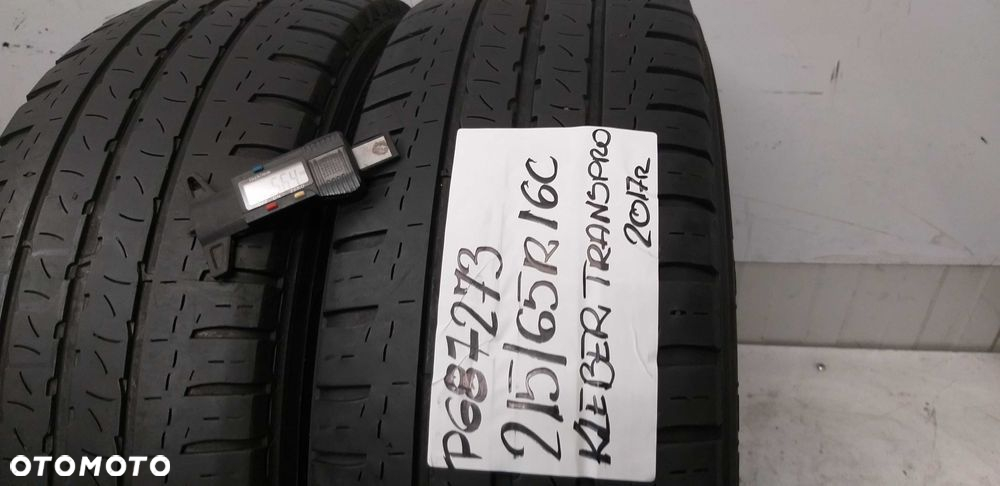 P687273
215/65R16C
KLEBER TRANSPRO
2017R
OTOMOTO